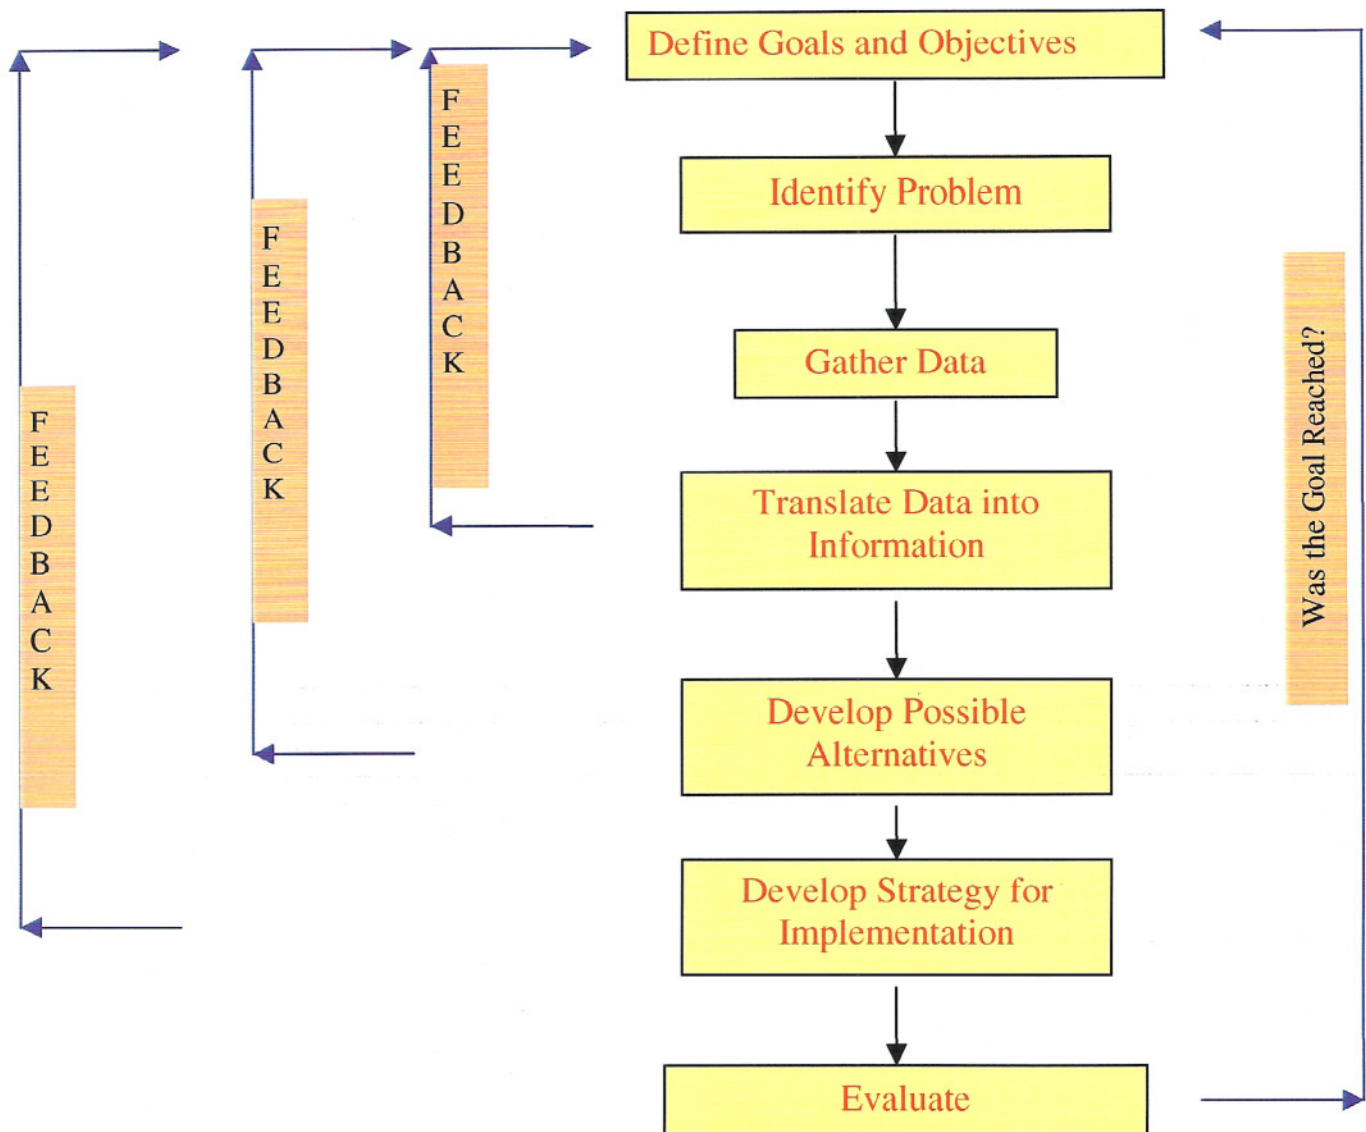 Define Goals and Objectives
Identify Problem
Gather Data
Translate Data into
Information
Develop Possible
Alternatives
Develop Strategy for
Implementation
Evaluate
FEEDBACK
FEEDBACK
FEEDBACK
Was the Goal Reached?